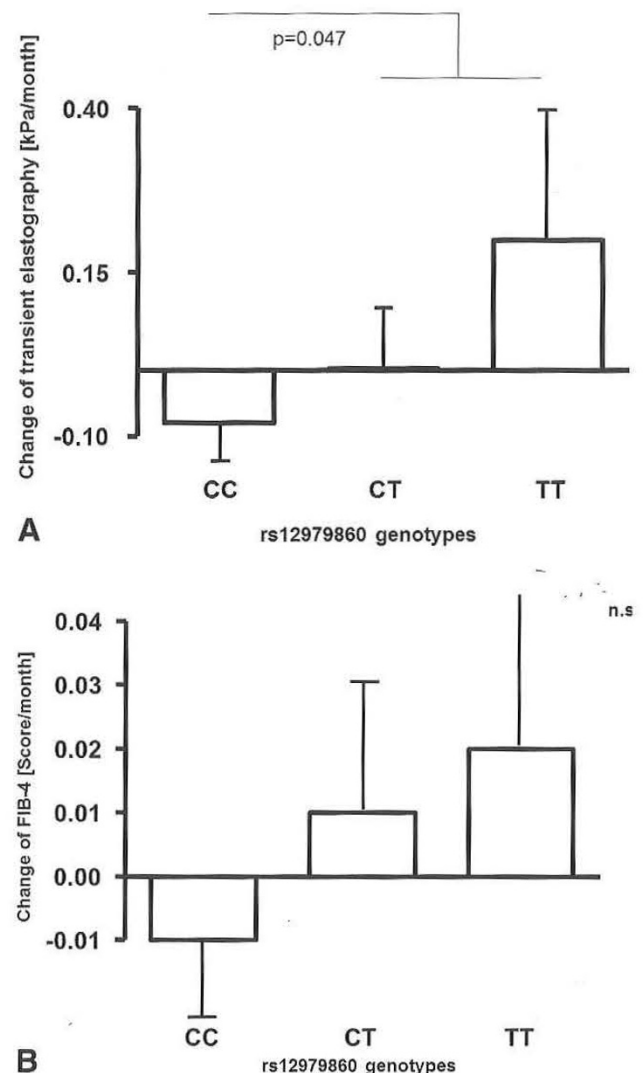 p=0.047
Change of transient elastography [kPa/month]
0.40
0.15
-0.10
CC CT TT
A
rs12979860 genotypes
n.s
Change of FIB-4 [Score/month]
0.04
0.03
0.02
0.01
0.00
-0.01
CC CT TT
B
rs12979860 genotypes